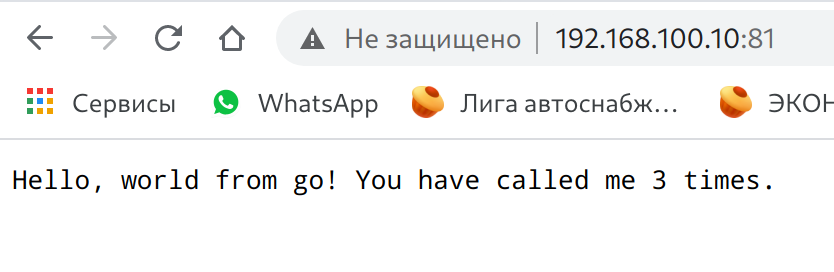 Не защищено 192.168.100.10:81
Сервисы WhatsApp Лига автоснабж... ЭКОН
Hello, world from go! You have called me 3 times.